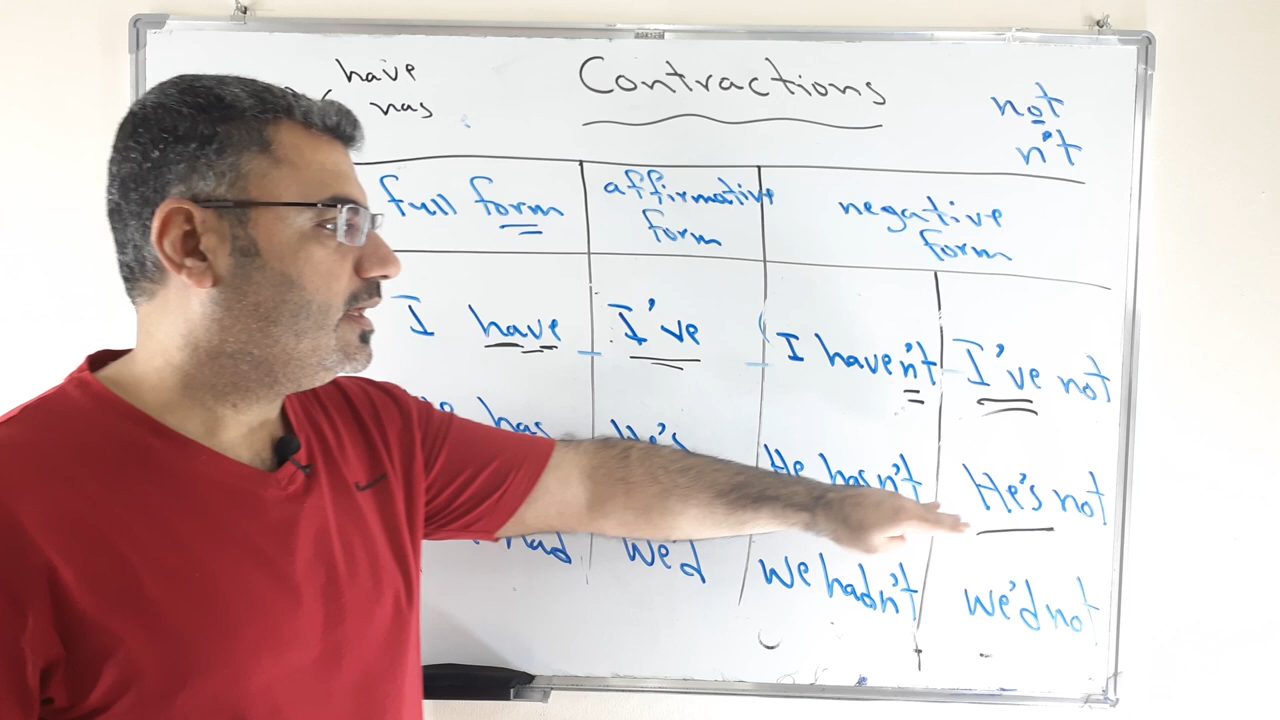 have
has
Contractions
not
n't
full form
affirmative
form
negative
form
I have
I've
I haven't
I've not
has
He's
He hasn't
He's not
had
We'd
We hadn't
we'd not